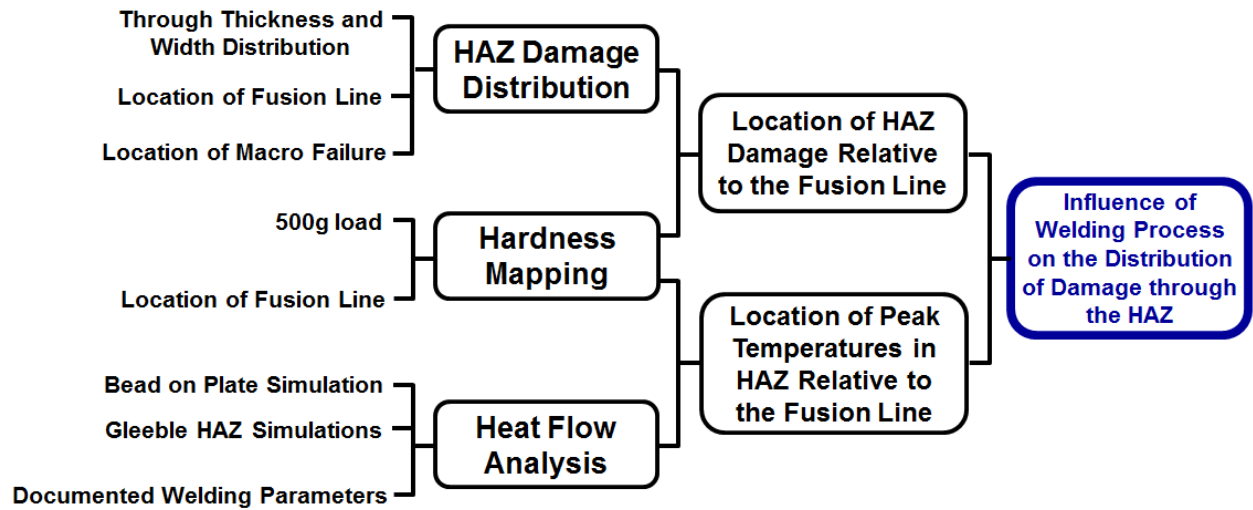 Through Thickness and
Width Distribution
Location of Fusion Line
Location of Macro Failure
HAZ Damage
Distribution
500g load
Location of Fusion Line
Hardness
Mapping
Bead on Plate Simulation
Gleeble HAZ Simulations
Documented Welding Parameters
Heat Flow
Analysis
Location of HAZ
Damage Relative
to the Fusion Line
Location of Peak
Temperatures in
HAZ Relative to
the Fusion Line
Influence of
Welding Process
on the Distribution
of Damage through
the HAZ